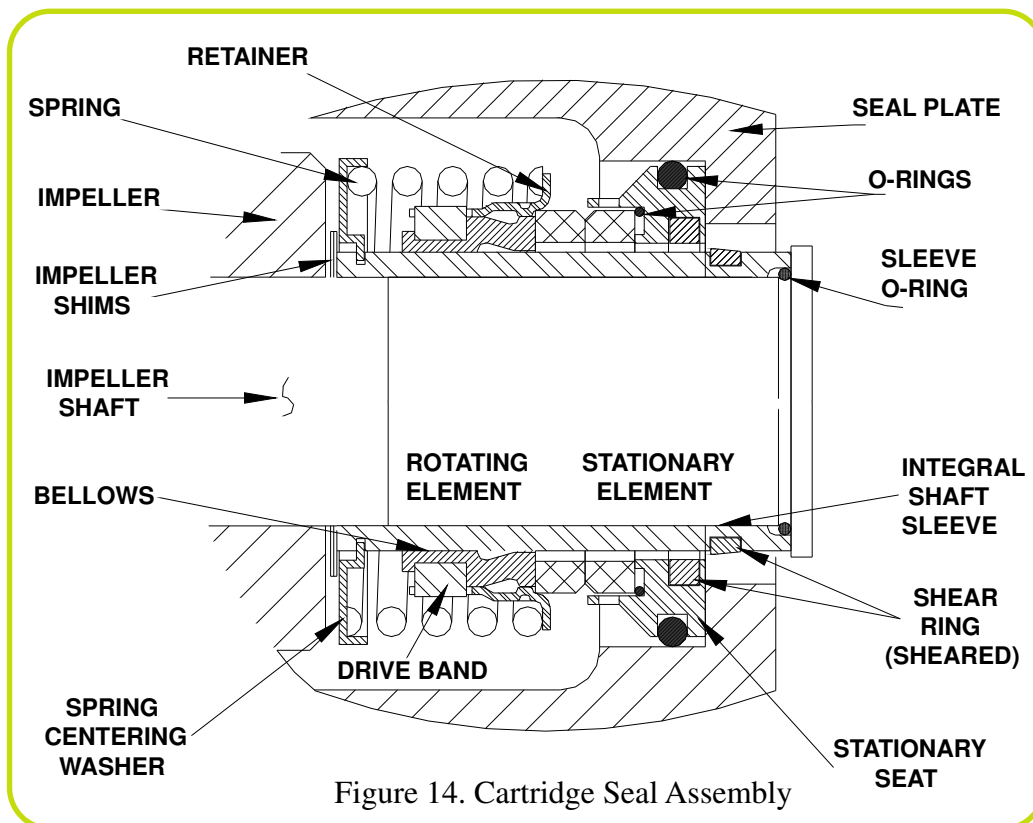 RETAINER
SPRING
SEAL PLATE
IMPELLER
O-RINGS
IMPELLER
SHIMS
SLEEVE
O-RING
IMPELLER
SHAFT
ROTATING
ELEMENT
STATIONARY
ELEMENT
INTEGRAL
SHAFT
SLEEVE
BELLOWS
SHEAR
RING
(SHEARED)
DRIVE BAND
SPRING
CENTERING
WASHER
STATIONARY
SEAT
Figure 14. Cartridge Seal Assembly